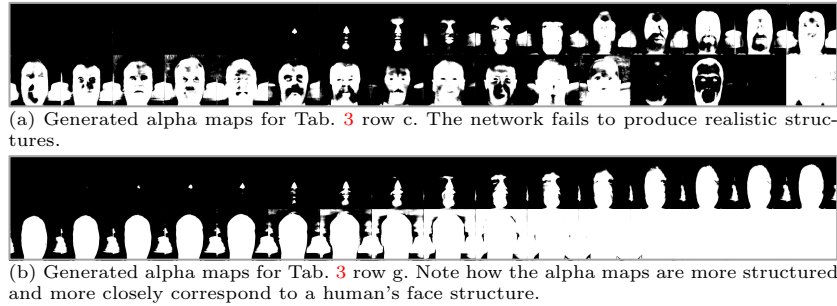 (a) Generated alpha maps for Tab. 3 row c. The network fails to produce realistic struc-
tures.
(b) Generated alpha maps for Tab. 3 row g. Note how the alpha maps are more structured
and more closely correspond to a human's face structure.